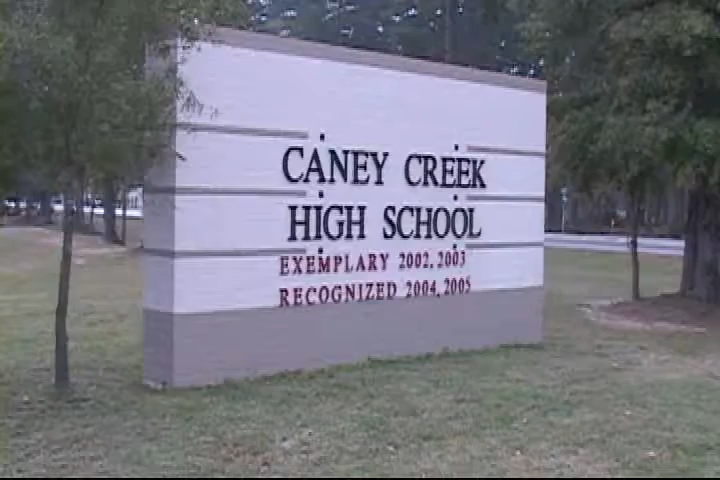 CANEY CREEK
HIGH SCHOOL
EXEMPLARY 2002, 2003
RECOGNIZED 2004, 2005